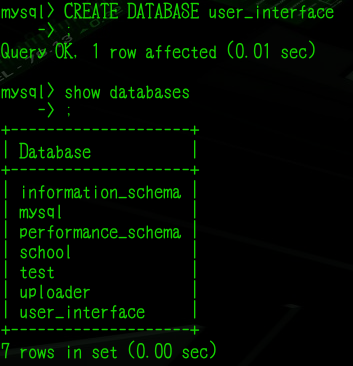 mysql> CREATE DATABASE user_interface
    -> ;
Query OK, 1 row affected (0.01 sec)
mysql> show databases
    -> ;
+--------------------+
| Database           |
+--------------------+
| information_schema |
| mysql              |
| performance_schema |
| school             |
| test               |
| uploader           |
| user_interface     |
+--------------------+
7 rows in set (0.00 sec)